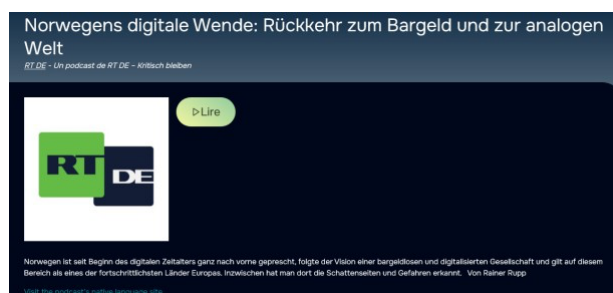 Norwegens digitale Wende: Rückkehr zum Bargeld und zur analogen
Welt
RT DE - Un podcast de RT DE – Kritisch bleiben
▷Lire
RT
DE
Norwegen ist seit Beginn des digitalen Zeitalters ganz nach vorne geprescht, folgte der Vision einer bargeldlosen und digitalisierten Gesellschaft und gilt auf diesem
Bereich als eines der fortschrittlichsten Länder Europas. Inzwischen hat man dort die Schattenseiten und Gefahren erkannt. Von Rainer Rupp
Visit the podcast's native language site